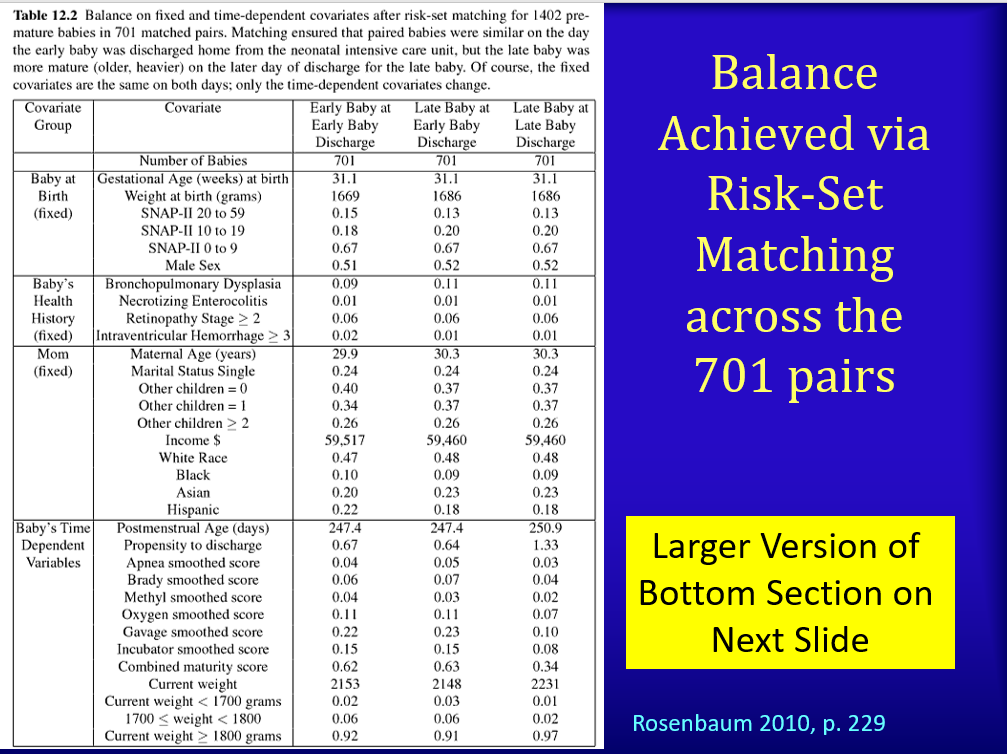 Table 12.2 Balance on fixed and time-dependent covariates after risk-set matching for 1402 pre-
mature babies in 701 matched pairs. Matching ensured that paired babies were similar on the day
the early baby was discharged home from the neonatal intensive care unit, but the late baby was
more mature (older, heavier) on the later day of discharge for the late baby. Of course, the fixed
covariates are the same on both days; only the time-dependent covariates change.
Covariate Covariate Early Baby at Late Baby at Late Baby at
Group Early Baby Early Baby Late Baby
Discharge Discharge Discharge
Number of Babies 701 701 701
Baby at Gestational Age (weeks) at birth 31.1 31.1 31.1
Birth Weight at birth (grams) 1669 1686 1686
(fixed) SNAP-II 20 to 59 0.15 0.13 0.13
SNAP-II 10 to 19 0.18 0.20 0.20
SNAP-II 0 to 9 0.67 0.67 0.67
Male Sex 0.51 0.52 0.52
Baby's Bronchopulmonary Dysplasia 0.09 0.11 0.11
Health Necrotizing Enterocolitis 0.01 0.01 0.01
History Retinopathy Stage ≥ 2 0.06 0.06 0.06
(fixed) Intraventricular Hemorrhage ≥ 3 0.02 0.01 0.01
Mom Maternal Age (years) 29.9 30.3 30.3
(fixed) Marital Status Single 0.24 0.24 0.24
Other children = 0 0.40 0.37 0.37
Other children = 1 0.34 0.37 0.37
Other children ≥ 2 0.26 0.26 0.26
Income $ 59,517 59,460 59,460
White Race 0.47 0.48 0.48
Black 0.10 0.09 0.09
Asian 0.20 0.23 0.23
Hispanic 0.22 0.18 0.18
Baby's Time Postmenstrual Age (days) 247.4 247.4 250.9
Dependent Propensity to discharge 0.67 0.64 1.33
Variables Apnea smoothed score 0.04 0.05 0.03
Brady smoothed score 0.06 0.07 0.04
Methyl smoothed score 0.04 0.03 0.02
Oxygen smoothed score 0.11 0.11 0.07
Gavage smoothed score 0.22 0.23 0.10
Incubator smoothed score 0.15 0.15 0.08
Combined maturity score 0.62 0.63 0.34
Current weight 2153 2148 2231
Current weight < 1700 grams 0.02 0.03 0.01
1700 ≤ weight < 1800 0.06 0.06 0.02
Current weight ≥ 1800 grams 0.92 0.91 0.97
Balance
Achieved via
Risk-Set
Matching
across the
701 pairs
Larger Version of
Bottom Section on
Next Slide
Rosenbaum 2010, p. 229